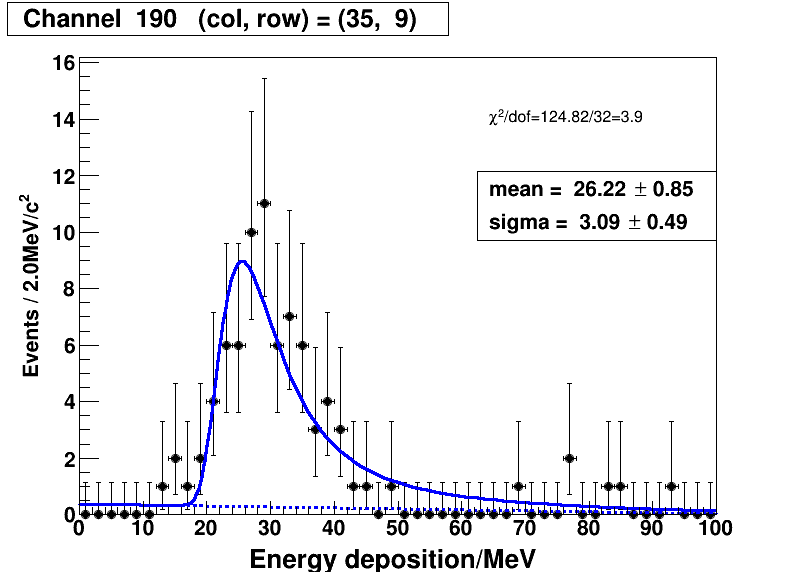 Channel 190 (col, row) = (35, 9)
χ²/dof=124.82/32=3.9
mean = 26.22 ± 0.85
sigma = 3.09 ± 0.49
Events / 2.0MeV/c²
16
14
12
10
8
6
4
2
0
0 10 20 30 40 50 60 70 80 90 100
Energy deposition/MeV